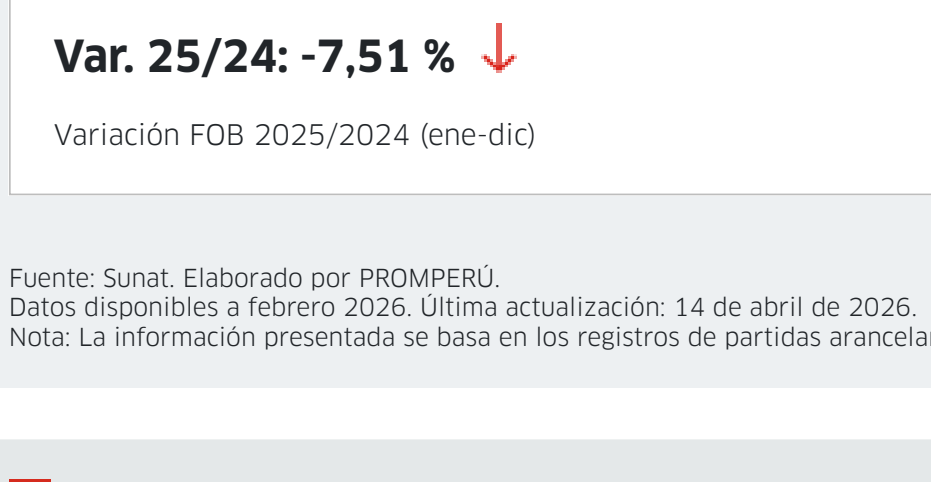 Var. 25/24: -7,51 %
Variación FOB 2025/2024 (ene-dic)
Fuente: Sunat. Elaborado por PROMPERÚ.
Datos disponibles a febrero 2026. Última actualización: 14 de abril de 2026.
Nota: La información presentada se basa en los registros de partidas